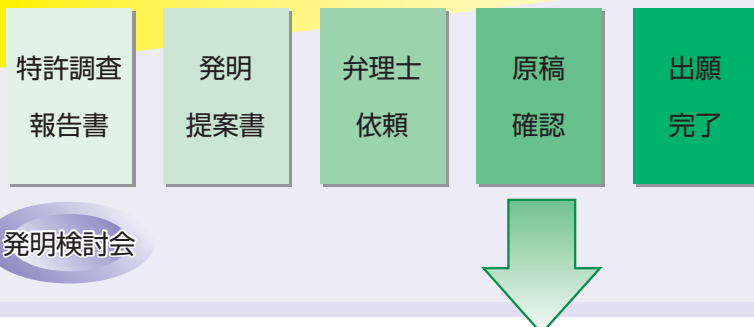 特許調査
報告書
発明
提案書
弁理士
依頼
原稿
確認
出願
完了
発明検討会